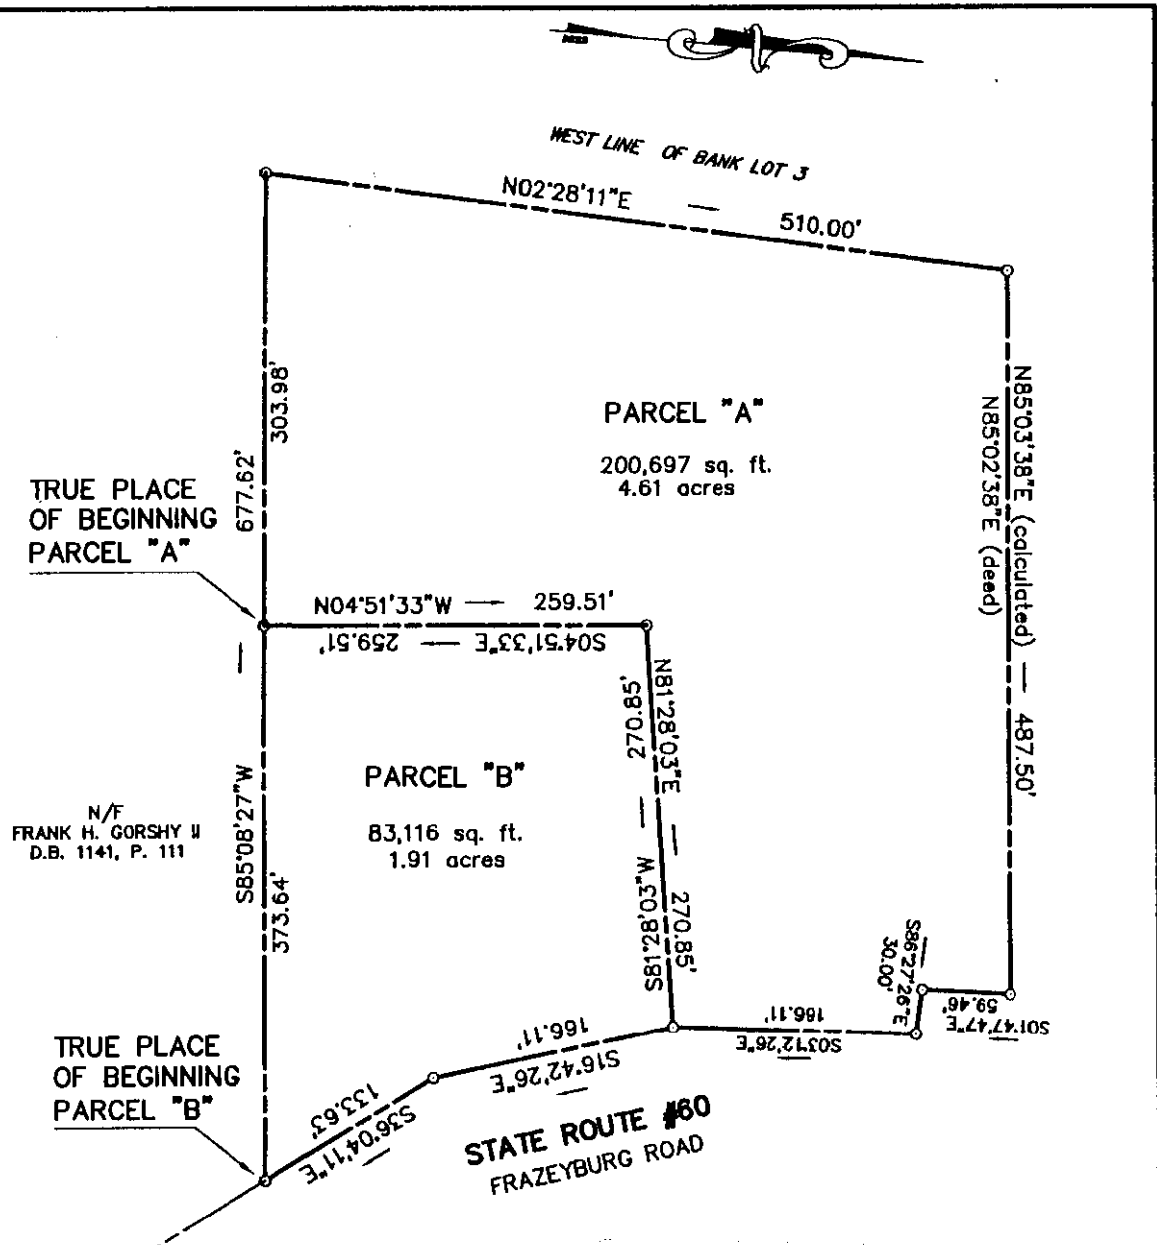 WEST LINE OF BANK LOT 3
N02°28'11"E — 510.00'
303.98'
677.62'
PARCEL "A"
200,697 sq. ft.
4.61 acres
N85°03'38"E (calculated) — 487.50'
N85°02'38"E (deed)
TRUE PLACE
OF BEGINNING
PARCEL "A"
N04°51'33"W — 259.51'
S04°51'33"E — 259.51'
N81°28'03"E — 270.85'
S81°28'03"W — 270.85'
PARCEL "B"
83,116 sq. ft.
1.91 acres
N/F
FRANK H. GORSHY II
D.B. 1141, P. 111
S85°08'27"W
373.64'
S86°27'26"E
30.00'
59.46'
S01°47'47"E
166.11'
S03°12'26"E
166.11'
S16°42'26"E
133.63'
S36°04'11"E
TRUE PLACE
OF BEGINNING
PARCEL "B"
STATE ROUTE #60
FRAZEYBURG ROAD